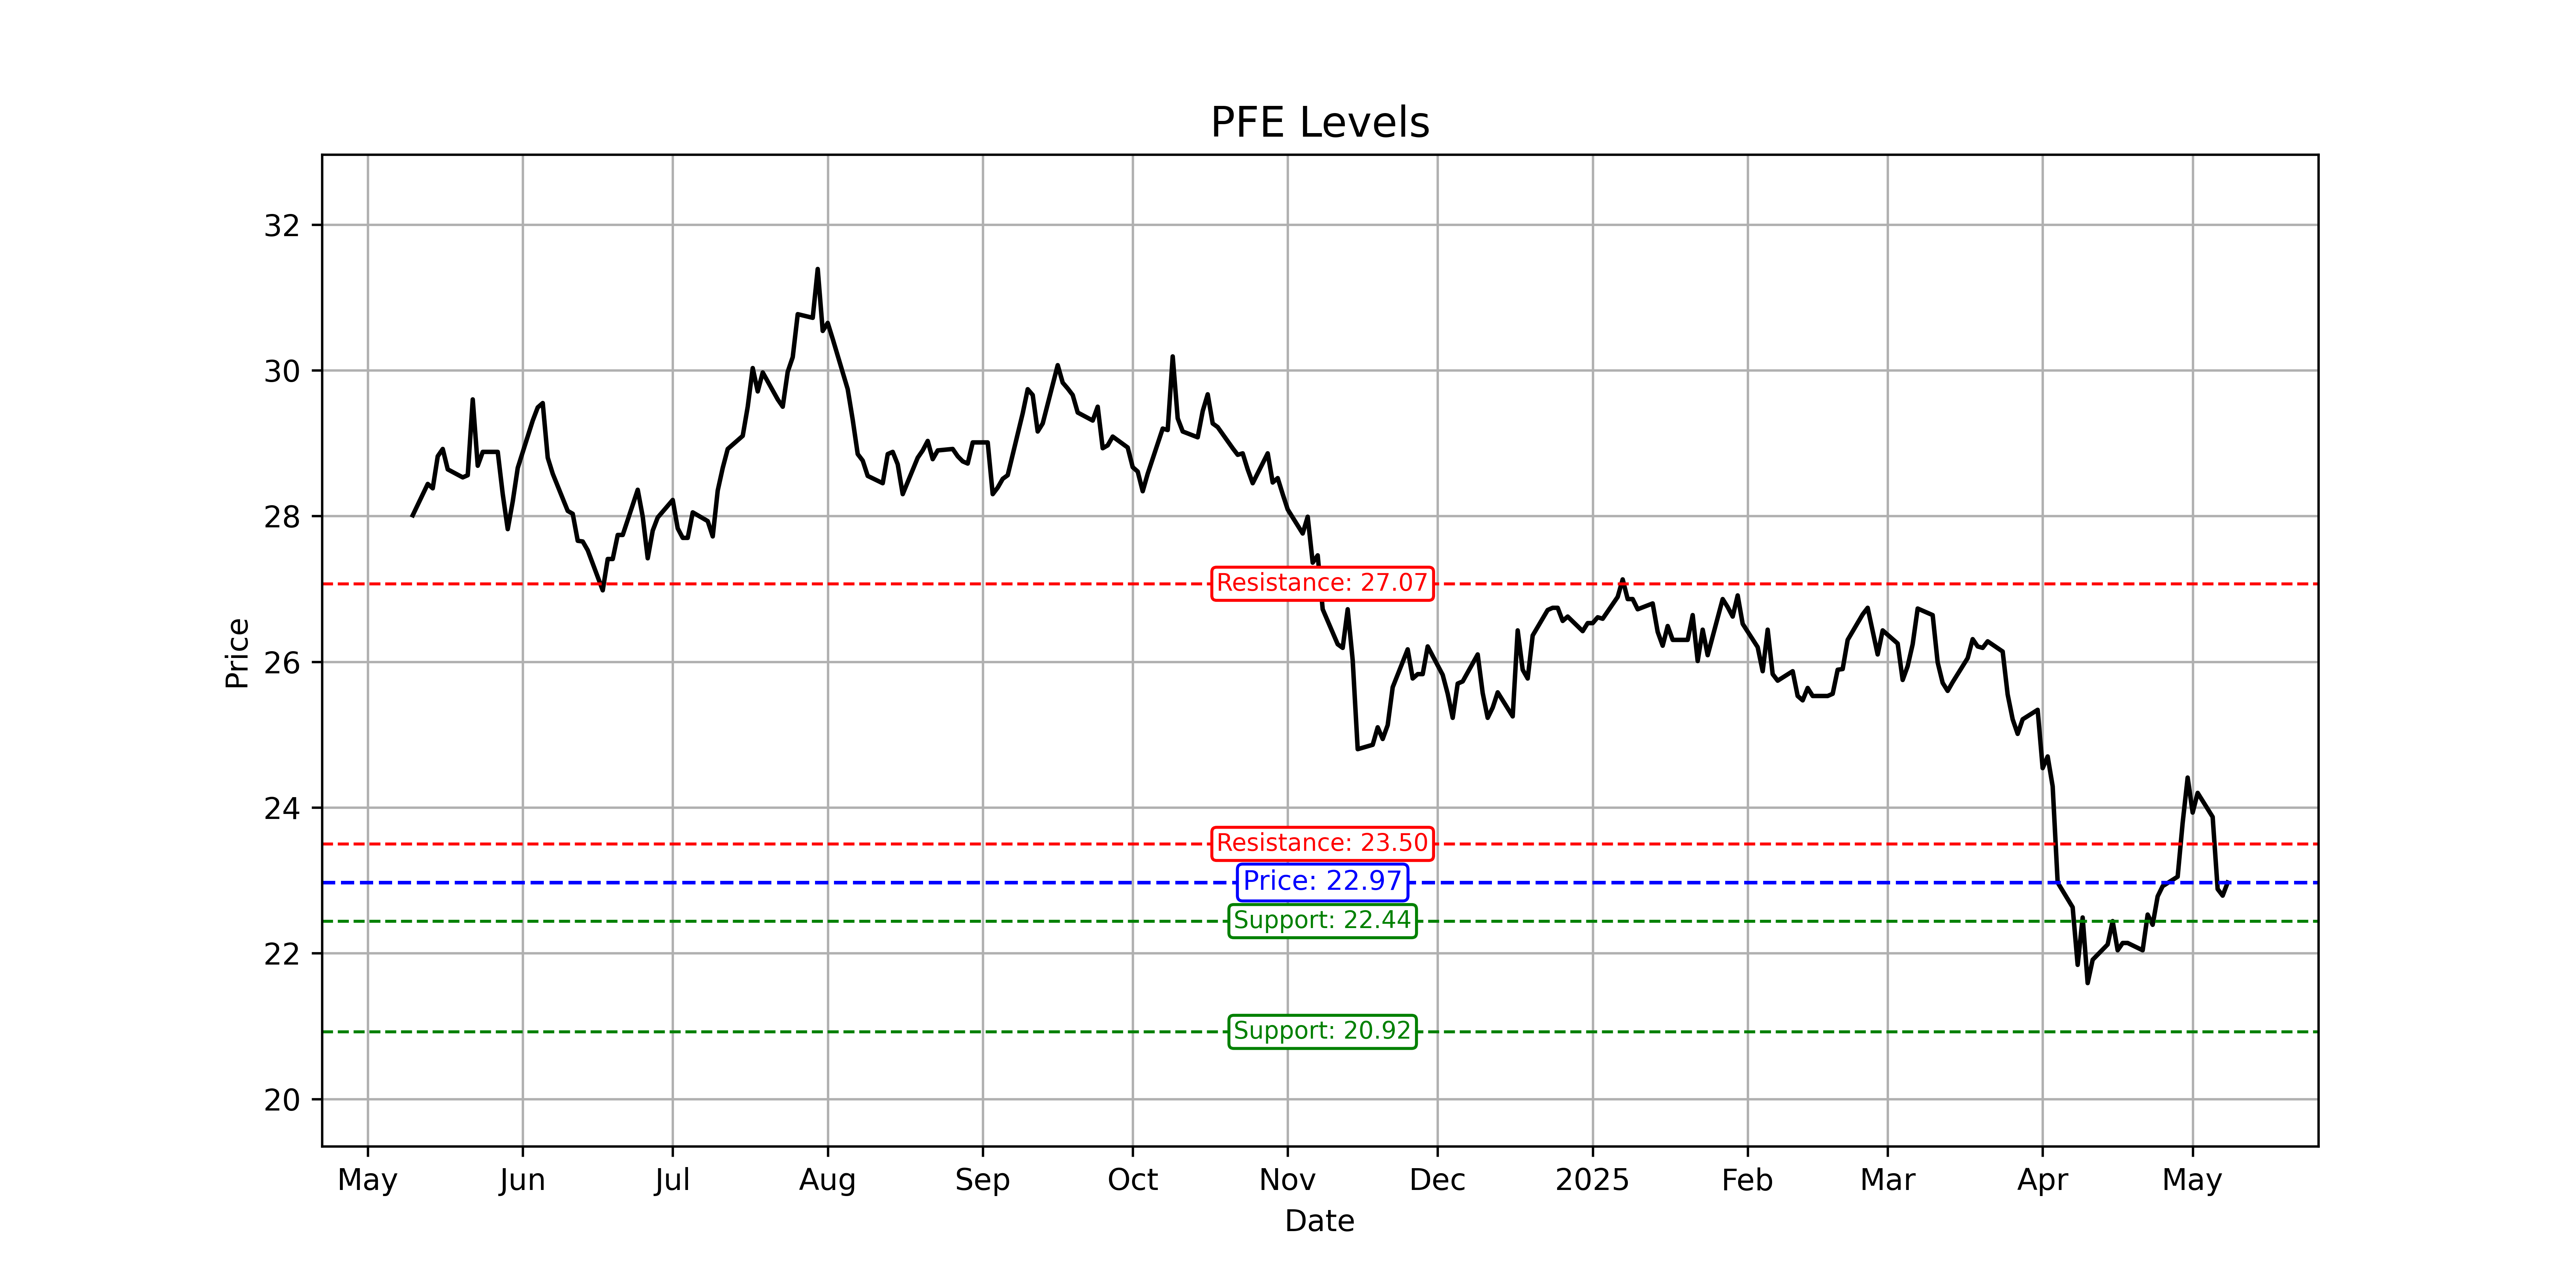 PFE Levels
32
30
28
26
24
22
20
Price
Resistance: 27.07
Resistance: 23.50
Price: 22.97
Support: 22.44
Support: 20.92
May Jun Jul Aug Sep Oct Nov Dec 2025 Feb Mar Apr May
Date